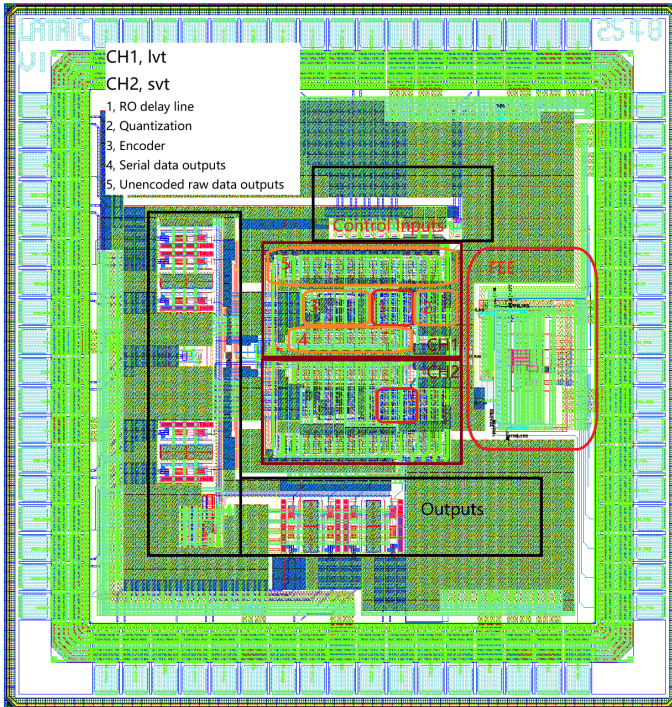 LATRIC
V1
2548
CH1, lvt
CH2, svt
1, RO delay line
2, Quantization
3, Encoder
4, Serial data outputs
5, Unencoded raw data outputs
Control Inputs
FEE
5
4
CH1
CH2
Outputs